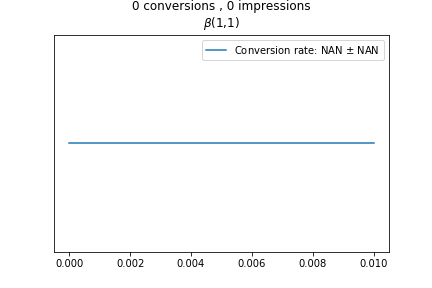 0 conversions , 0 impressions
β(1,1)
Conversion rate: NAN ± NAN
0.000 0.002 0.004 0.006 0.008 0.010